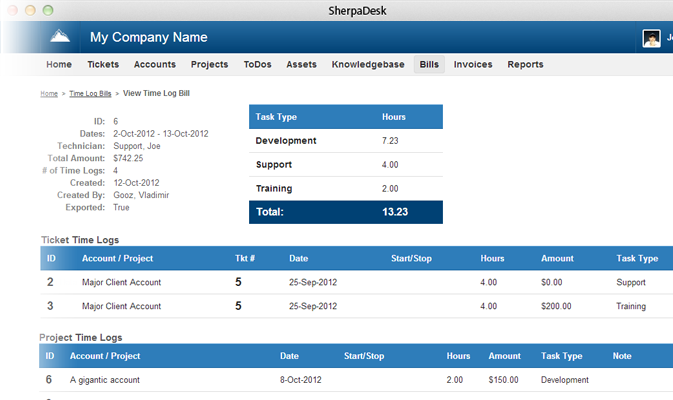 SherpaDesk
My Company Name
Home Tickets Accounts Projects ToDos Assets Knowledgebase Bills Invoices Reports
Home > Time Log Bills > View Time Log Bill
ID: 6
Dates: 2-Oct-2012 - 13-Oct-2012
Technician: Support, Joe
Total Amount: $742.25
# of Time Logs: 4
Created: 12-Oct-2012
Created By: Gooz, Vladimir
Exported: True
Task Type Hours
Development 7.23
Support 4.00
Training 2.00
Total: 13.23
Ticket Time Logs
ID Account / Project Tkt # Date Start/Stop Hours Amount Task Type
2 Major Client Account 5 25-Sep-2012 4.00 $0.00 Support
3 Major Client Account 5 25-Sep-2012 4.00 $200.00 Training
Project Time Logs
ID Account / Project Date Start/Stop Hours Amount Task Type Note
6 A gigantic account 8-Oct-2012 2.00 $150.00 Development